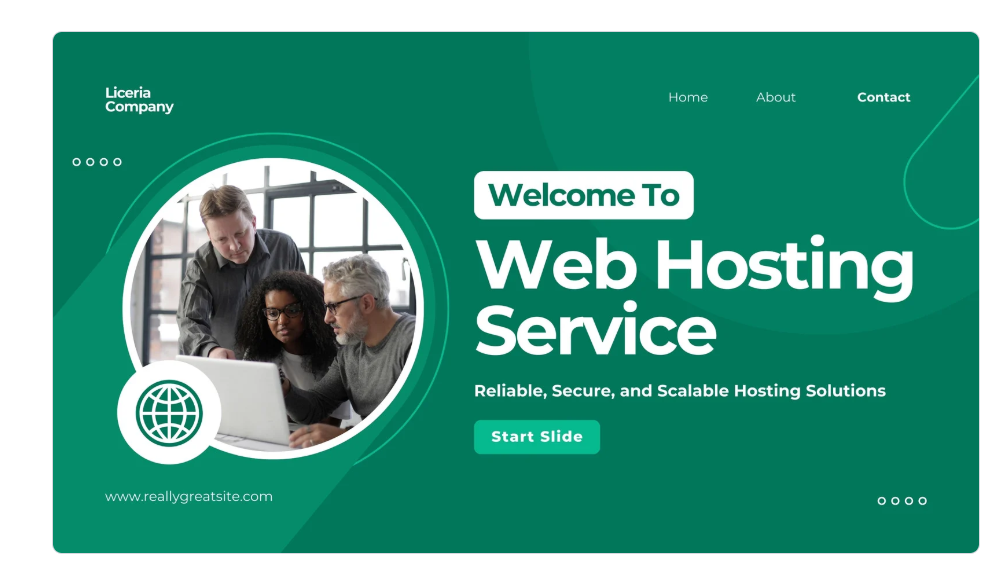 Liceria
Company
Home
About
Contact
Welcome To
Web Hosting
Service
Reliable, Secure, and Scalable Hosting Solutions
Start Slide
www.reallygreatsite.com